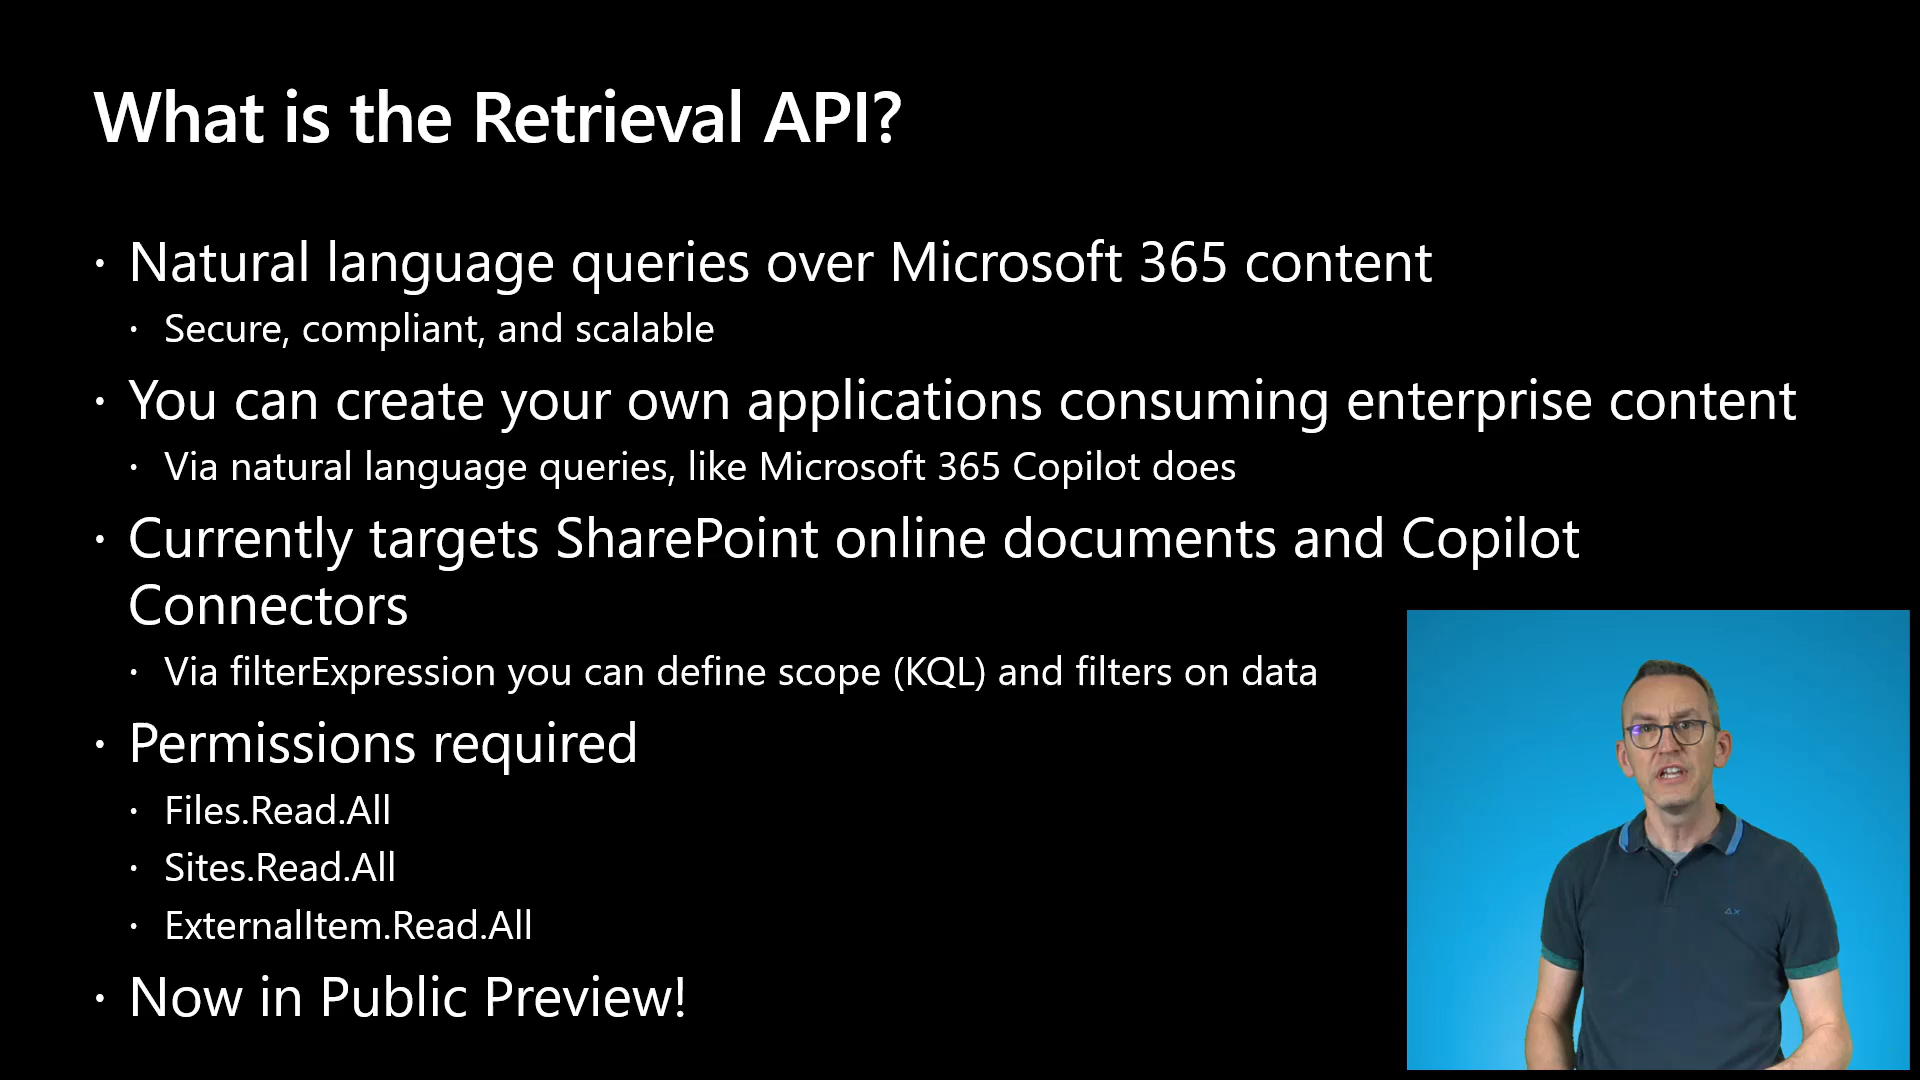 What is the Retrieval API?
• Natural language queries over Microsoft 365 content
• Secure, compliant, and scalable
• You can create your own applications consuming enterprise content
• Via natural language queries, like Microsoft 365 Copilot does
• Currently targets SharePoint online documents and Copilot
Connectors
• Via filterExpression you can define scope (KQL) and filters on data
• Permissions required
• Files.Read.All
• Sites.Read.All
• ExternalItem.Read.All
• Now in Public Preview!